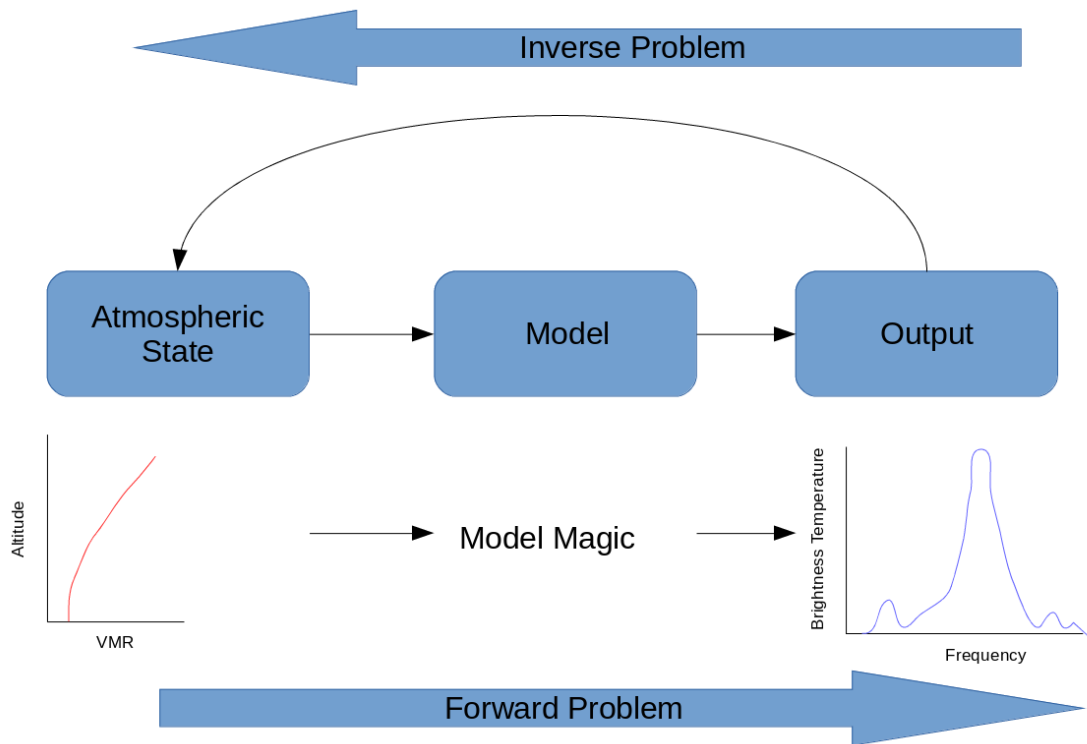 Inverse Problem
Atmospheric
State
Model
Output
Altitude
VMR
Model Magic
Brightness Temperature
Frequency
Forward Problem